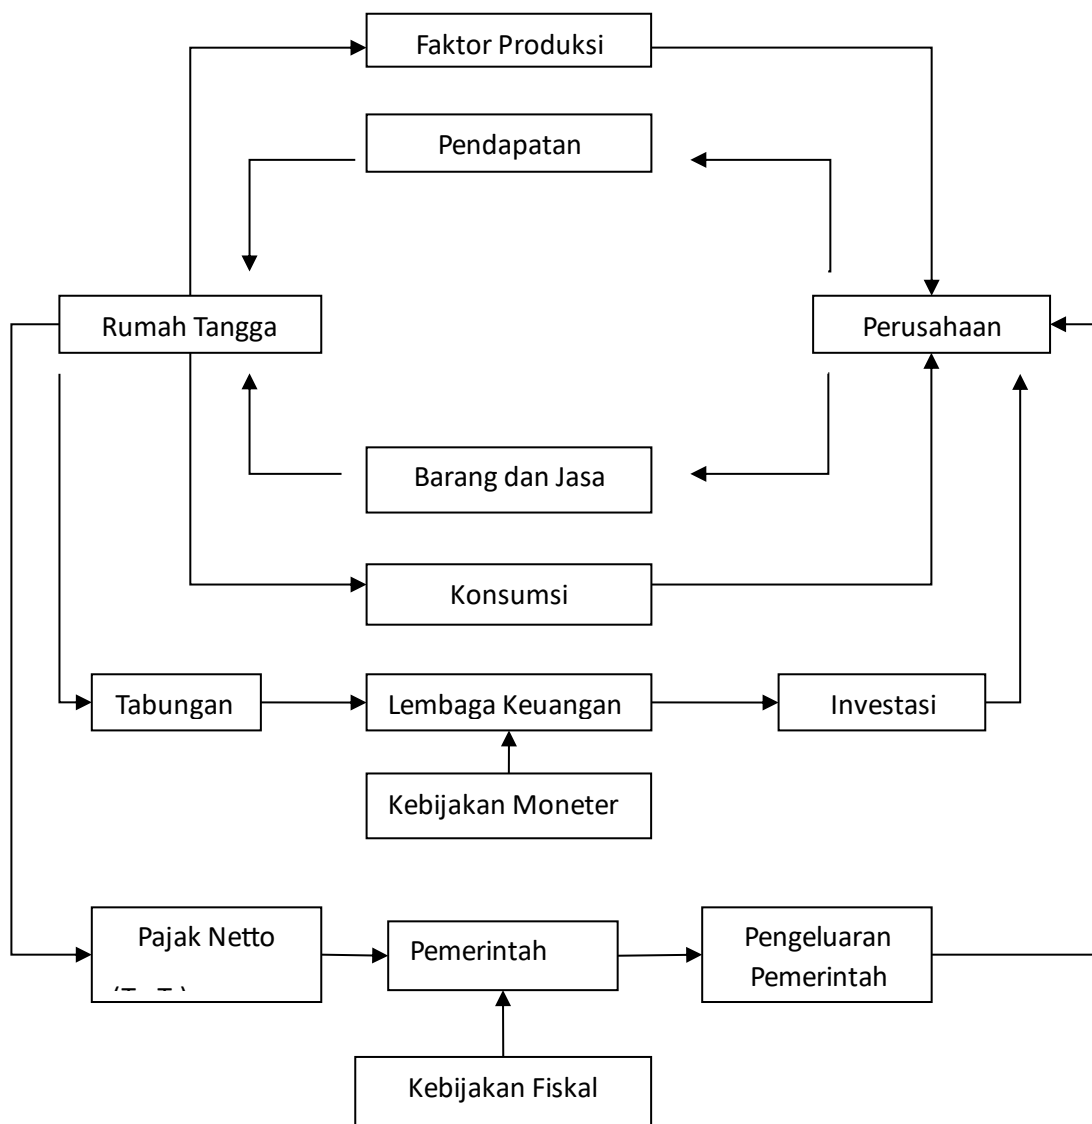 Faktor Produksi
Pendapatan
Rumah Tangga
Perusahaan
Barang dan Jasa
Konsumsi
Tabungan
Lembaga Keuangan
Investasi
Kebijakan Moneter
Pajak Netto
Pemerintah
Pengeluaran
Pemerintah
Kebijakan Fiskal